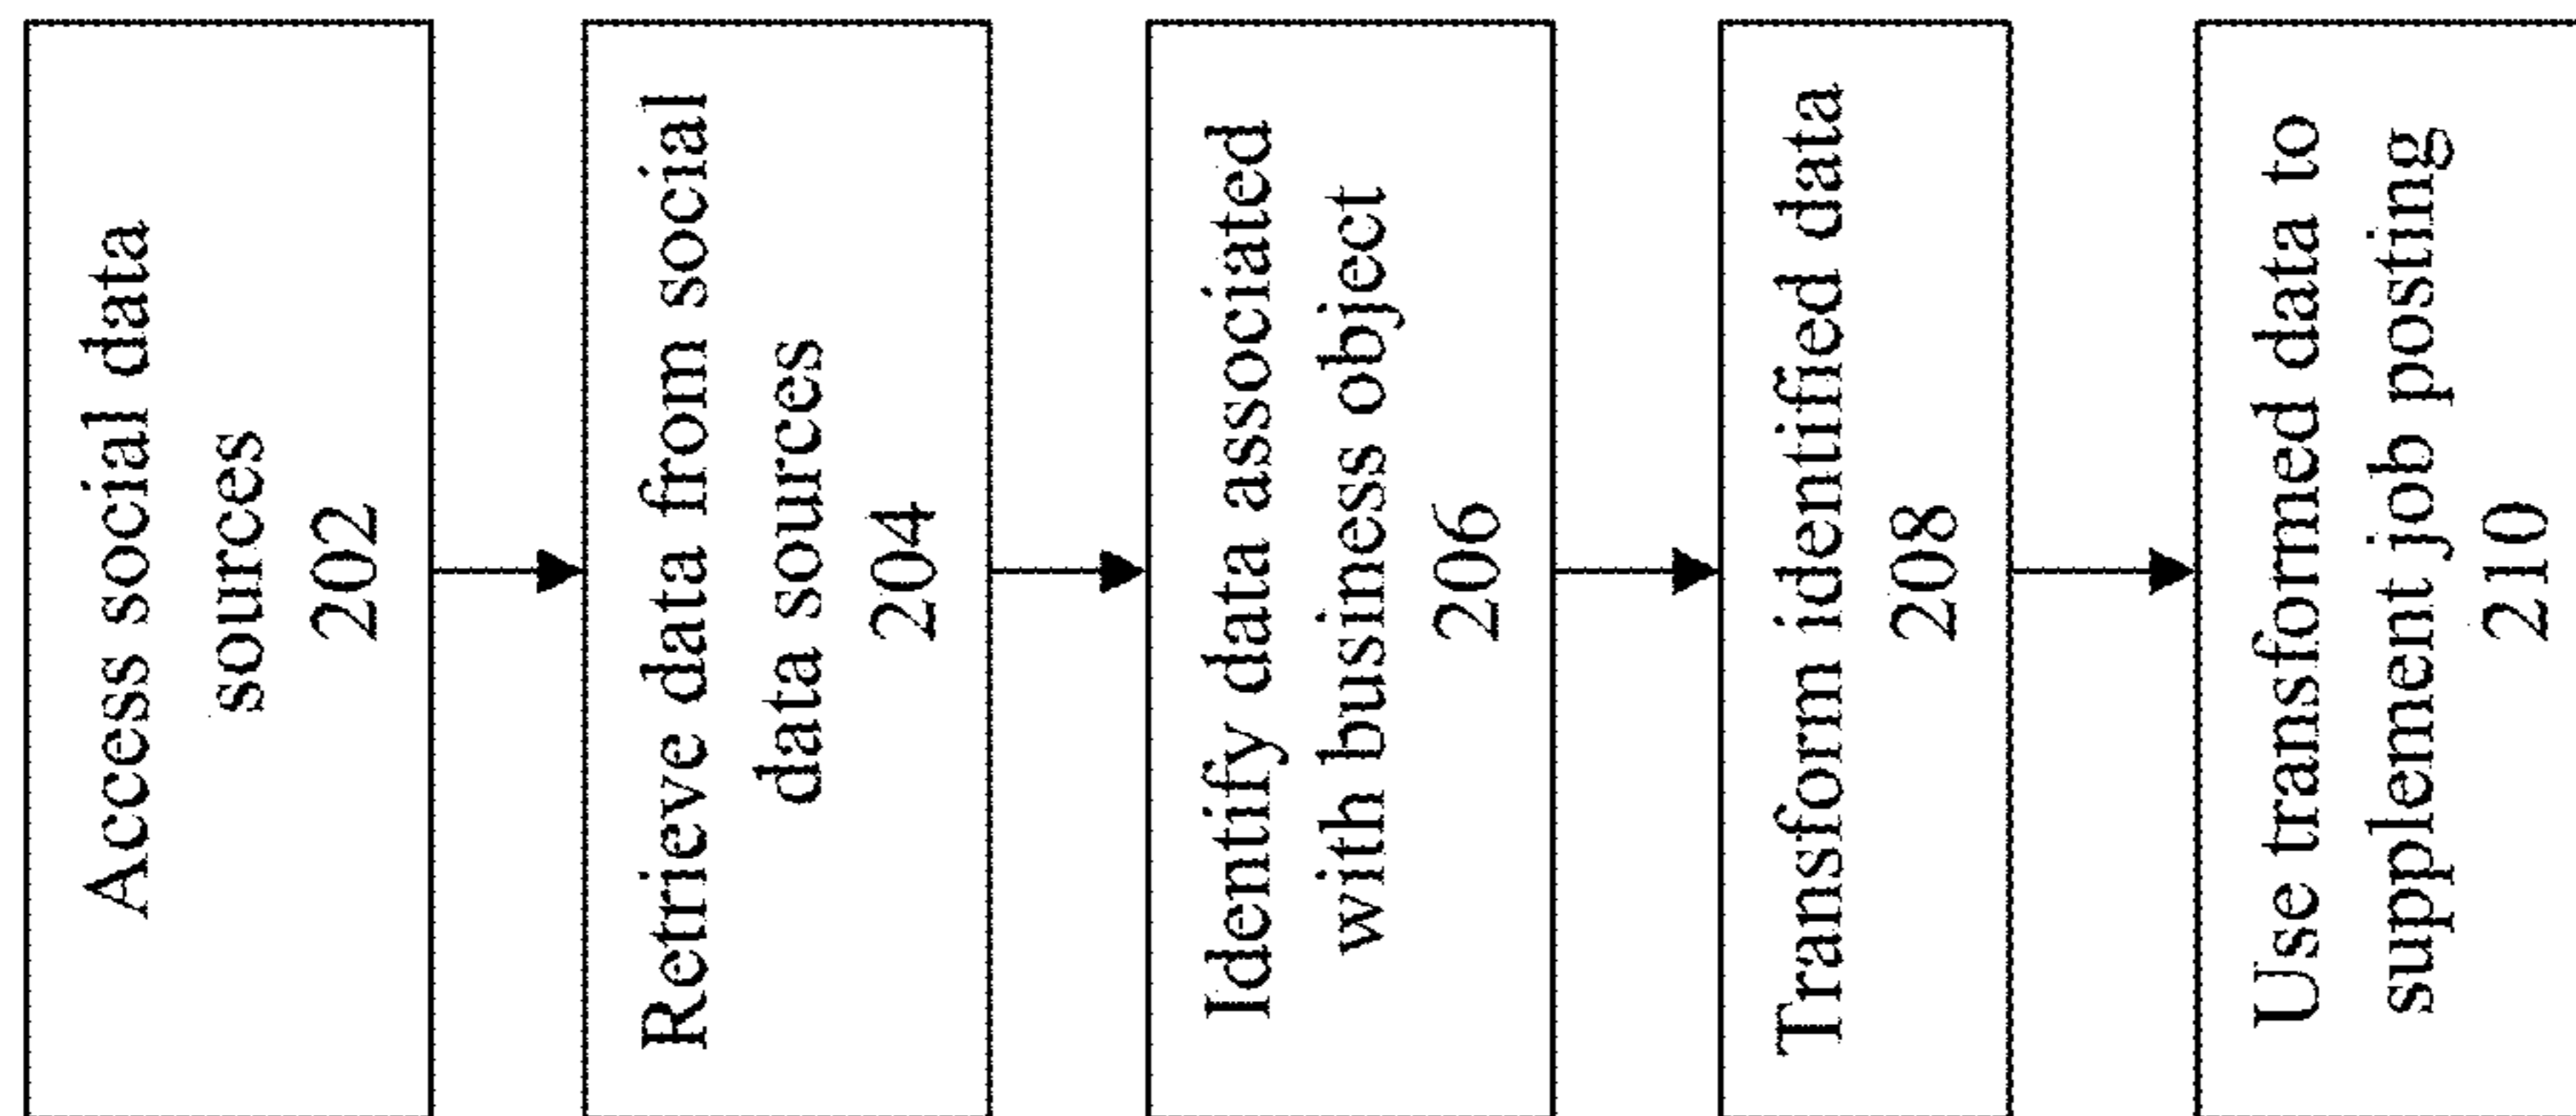 Access social data
sources
202
Retrieve data from social
data sources
204
Identify data associated
with business object
206
Transform identified data
208
Use transformed data to
supplement job posting
210